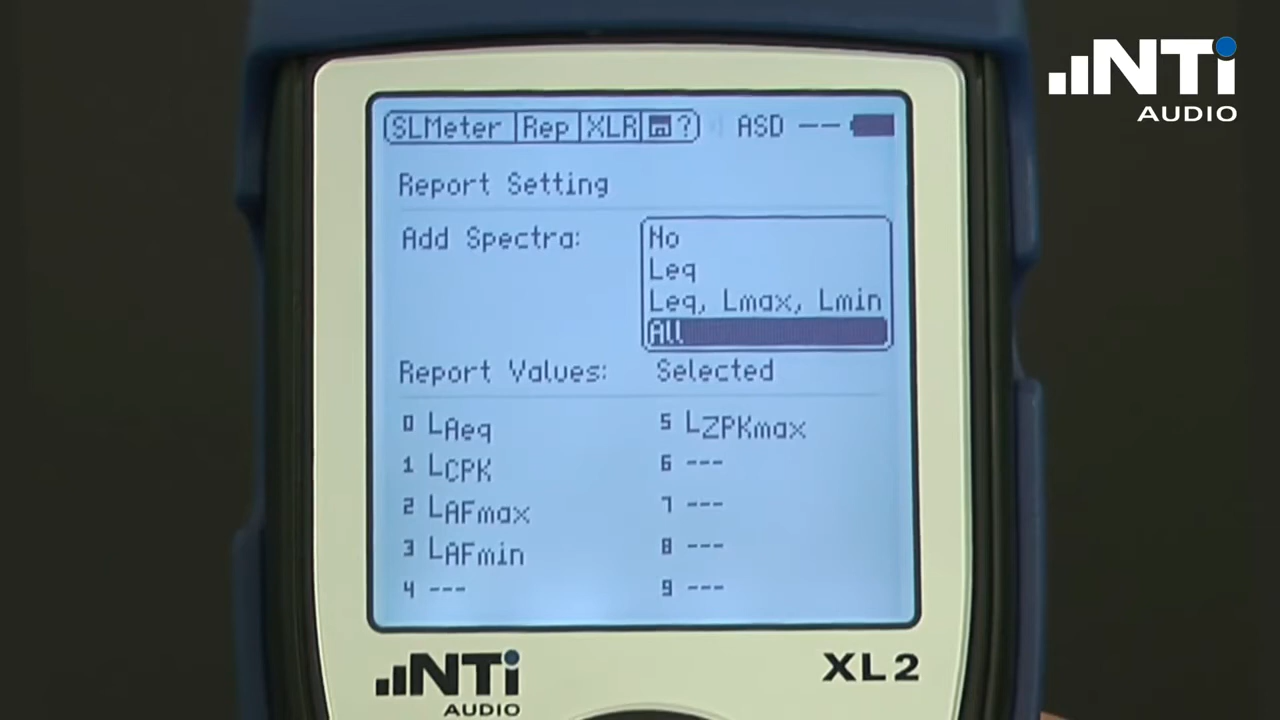 NTi
AUDIO
SLMeter Rep XLR ? ASD ---
Report Setting
Add Spectra: No
Leq
Leq, Lmax, Lmin
All
Report Values: Selected
0 LAeq 5 LZPKmax
1 LCPK 6 ---
2 LAFmax 7 ---
3 LAFmin 8 ---
4 --- 9 ---
NTi
AUDIO
XL2